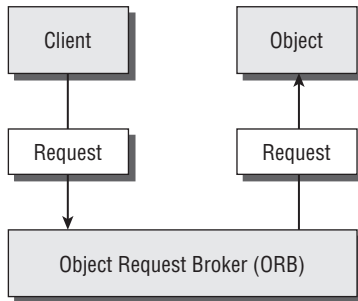 Client
Object
Request
Request
Object Request Broker (ORB)